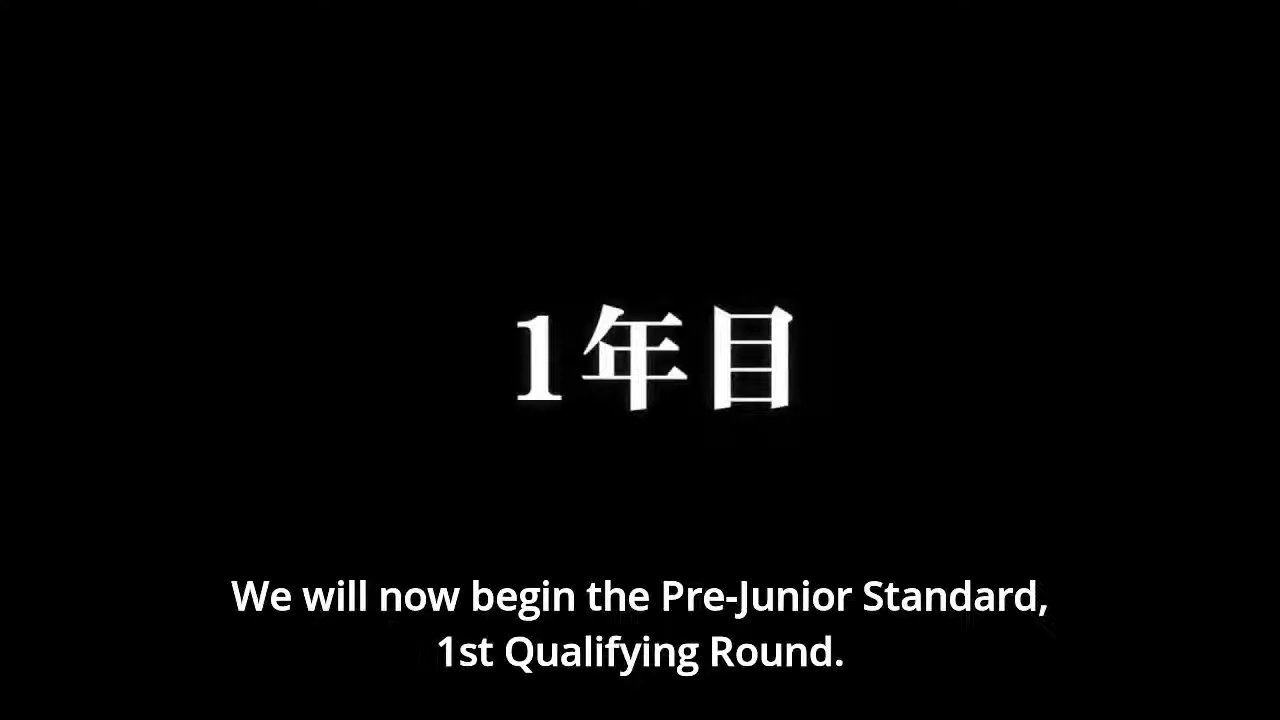 1年目
We will now begin the Pre-Junior Standard,
1st Qualifying Round.